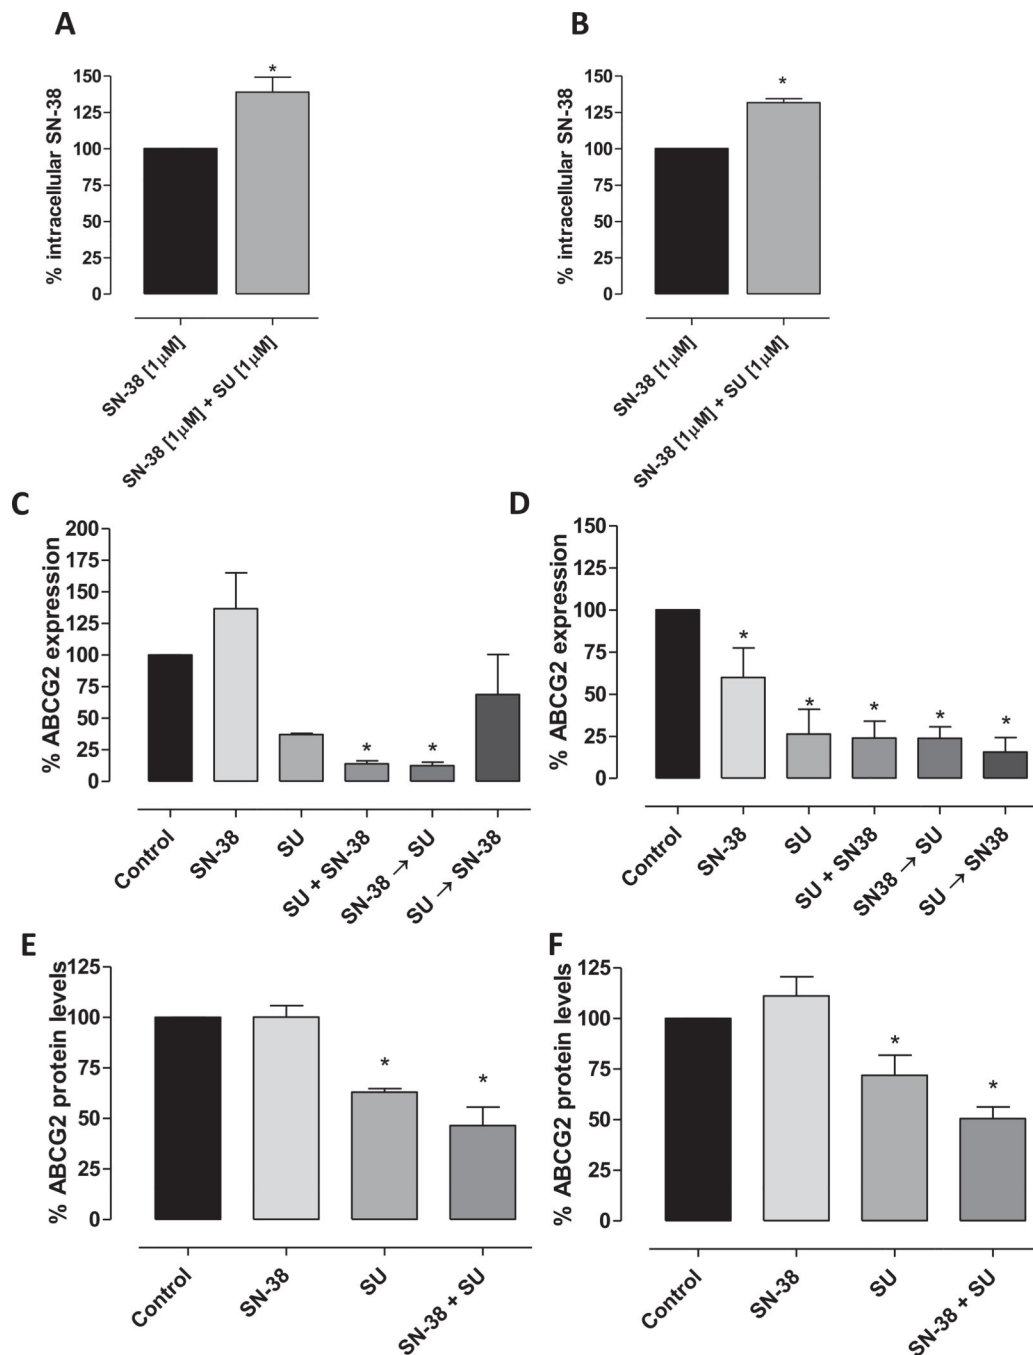 A
% intracellular SN-38
150
125
100
75
50
25
0
*
SN-38 [1μM]
SN-38 [1μM] + SU [1μM]
B
% intracellular SN-38
150
125
100
75
50
25
0
*
SN-38 [1μM]
SN-38 [1μM] + SU [1μM]
C
% ABCG2 expression
200
175
150
125
100
75
50
25
0
* *
Control
SN-38
SU
SU + SN-38
SN-38 → SU
SU → SN-38
D
% ABCG2 expression
150
100
75
50
25
0
* * * * *
Control
SN-38
SU
SU + SN38
SN38 → SU
SU → SN38
E
% ABCG2 protein levels
125
100
75
50
25
0
* *
Control
SN-38
SU
SN-38 + SU
F
% ABCG2 protein levels
125
100
75
50
25
0
* *
Control
SN-38
SU
SN-38 + SU